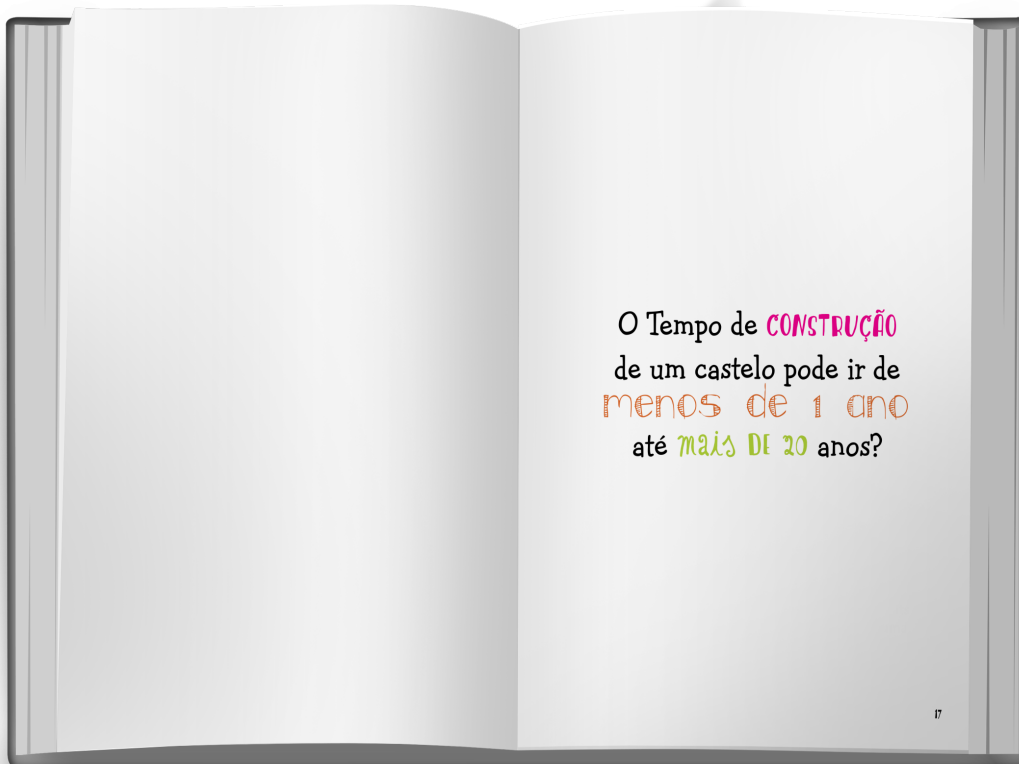 O Tempo de CONSTRUÇÃO
de um castelo pode ir de
menos de 1 ano
até mais DE 20 anos?
17